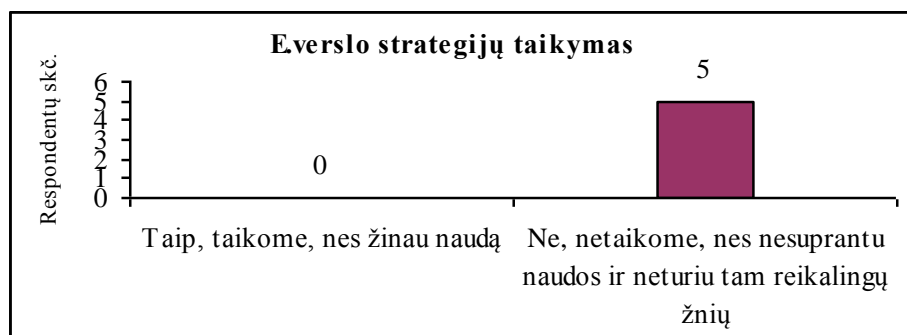 E.verslo strategijų taikymas
Respondentų skč.
6
5
4
3
2
1
0
0
5
Taip, taikome, nes žinau naudą
Ne, netaikome, nes nesuprantu
naudos ir neturiu tam reikalingų
žnių